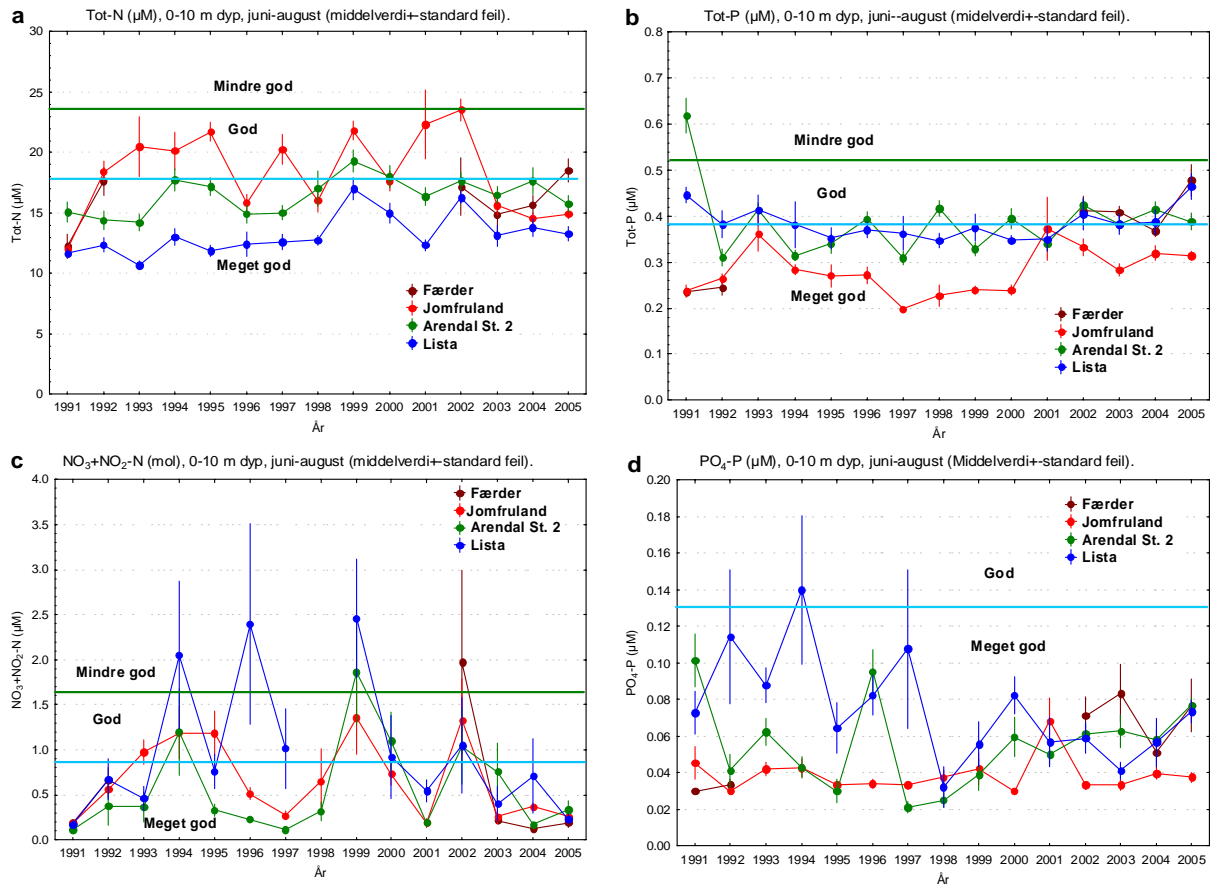 a
Tot-N (µM), 0-10 m dyp, juni-august (middelverdi+-standard feil).
30
25
20
15
10
5
0
Tot-N (µM)
Mindre god
God
Meget god
Færder
Jomfruland
Arendal St. 2
Lista
1991 1992 1993 1994 1995 1996 1997 1998 1999 2000 2001 2002 2003 2004 2005
År
b
Tot-P (µM), 0-10 m dyp, juni--august (midelverdi+-standard feil).
0.8
0.7
0.6
0.5
0.4
0.3
0.2
0.1
0.0
Tot-P (µM)
Mindre god
God
Meget god
Færder
Jomfruland
Arendal St. 2
Lista
1991 1992 1993 1994 1995 1996 1997 1998 1999 2000 2001 2002 2003 2004 2005
År
c
NO3+NO2-N (mol), 0-10 m dyp, juni-august (middelverdi+-standard feil).
4.0
3.5
3.0
2.5
2.0
1.5
1.0
0.5
0.0
NO3+NO2-N (µM)
Færder
Jomfruland
Arendal St. 2
Lista
Mindre god
God
Meget god
1991 1992 1993 1994 1995 1996 1997 1998 1999 2000 2001 2002 2003 2004 2005
År
d
PO4-P (µM), 0-10 m dyp, juni-august (Middelverdi+-standard feil).
0.20
0.18
0.16
0.14
0.12
0.10
0.08
0.06
0.04
0.02
0.00
PO4-P (µM)
Færder
Jomfruland
Arendal St. 2
Lista
God
Meget god
1991 1992 1993 1994 1995 1996 1997 1998 1999 2000 2001 2002 2003 2004 2005
År